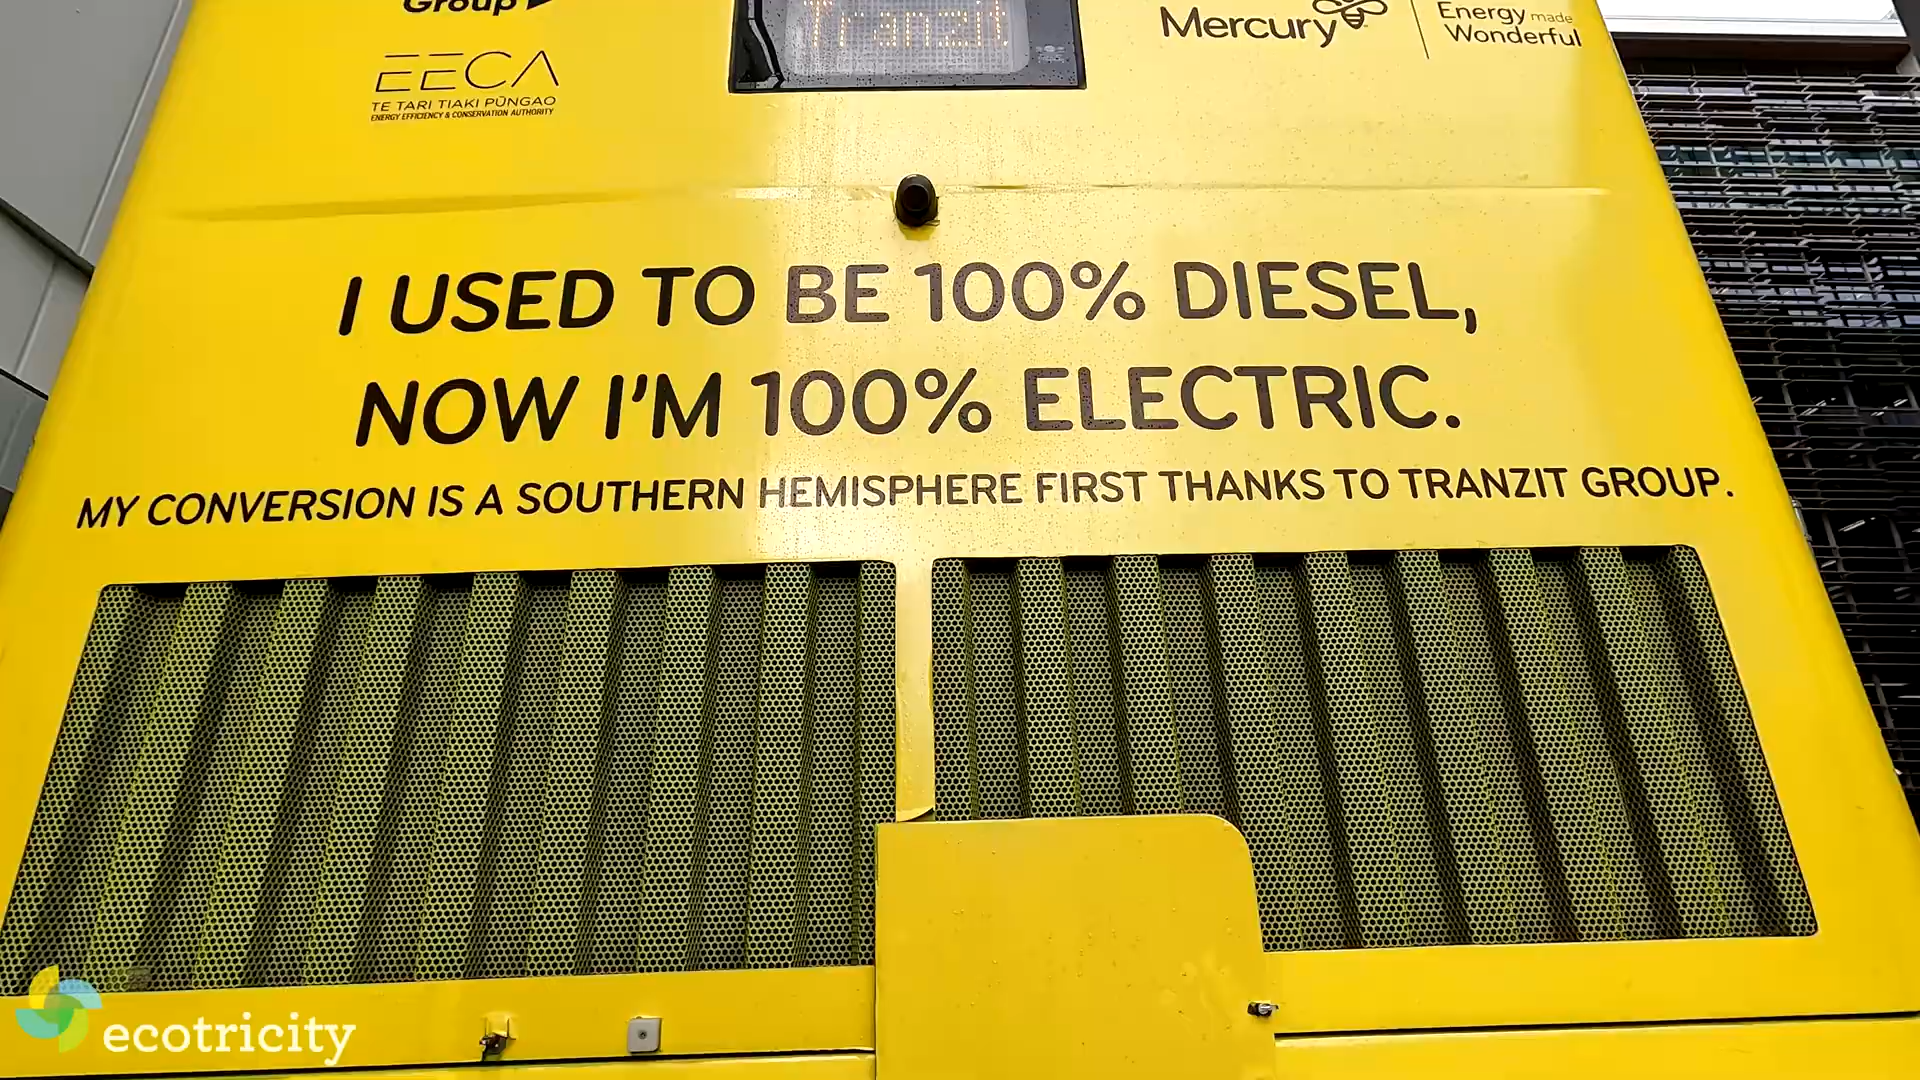 Group
EECA
TE TARI TIAKI PŪNGAO
ENERGY EFFICIENCY & CONSERVATION AUTHORITY
Tranzit
Mercury
Energy made
Wonderful
I USED TO BE 100% DIESEL,
NOW I'M 100% ELECTRIC.
MY CONVERSION IS A SOUTHERN HEMISPHERE FIRST THANKS TO TRANZIT GROUP.
ecotricity